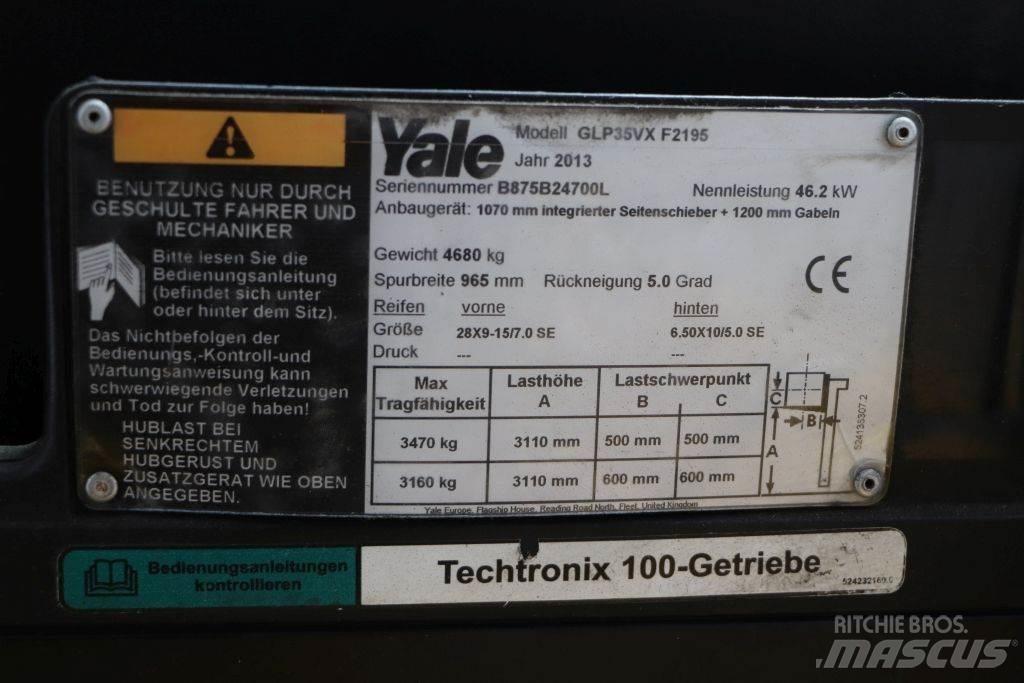 BENUTZUNG NUR DURCH
GESCHULTE FAHRER UND
MECHANIKER
Bitte lesen Sie die
Bedienungsanleitung
(befindet sich unter
oder hinter dem Sitz).
Das Nichtbefolgen der
Bedienungs,-Kontroll-und
Wartungsanweisung kann
schwerwiegende Verletzungen
und Tod zur Folge haben!
HUBLAST BEI
SENKRECHTEM
HUBGERUST UND
ZUSATZGERAT WIE OBEN
ANGEGEBEN.
Yale Modell GLP35VX F2195
Jahr 2013
Seriennummer B875B24700L Nennleistung 46.2 kW
Anbaugerät: 1070 mm integrierter Seitenschieber + 1200 mm Gabeln
Gewicht 4680 kg
Spurbreite 965 mm Rückneigung 5.0 Grad
CE
Reifen vorne hinten
Größe 28X9-15/7.0 SE 6.50X10/5.0 SE
Druck --- ---
Max Lasthöhe Lastschwerpunkt
Tragfähigkeit A B C
3470 kg 3110 mm 500 mm 500 mm
3160 kg 3110 mm 600 mm 600 mm
C
B
A
524135307.2
Yale Europe, Flagship House, Reading Road North, Fleet, United Kingdom
Bedienungsanleitungen
kontrollieren
Techtronix 100-Getriebe
RITCHIE BROS.
MASCUS